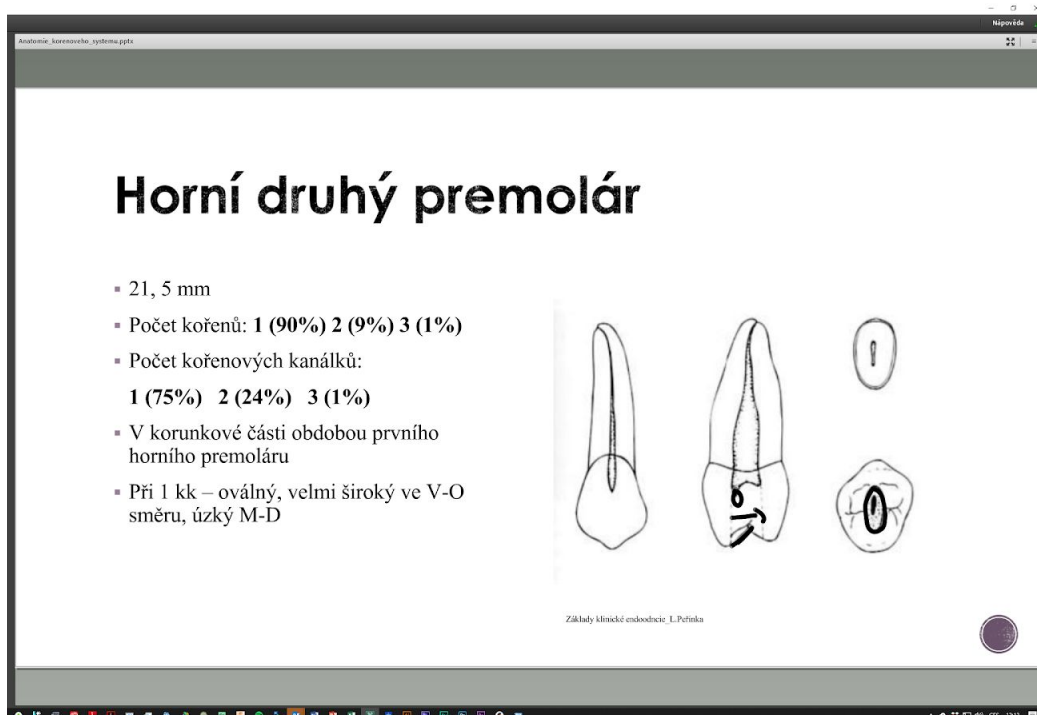 Nápověda
Anatomie_korenoveho_systemu.pptx
Horní druhý premolár
▪ 21, 5 mm
▪ Počet kořenů: 1 (90%) 2 (9%) 3 (1%)
▪ Počet kořenových kanálků:
1 (75%) 2 (24%) 3 (1%)
▪ V korunkové části obdobou prvního
horního premoláru
▪ Při 1 kk – oválný, velmi široký ve V-O
směru, úzký M-D
Základy klinické endoodncie_L.Peřinka